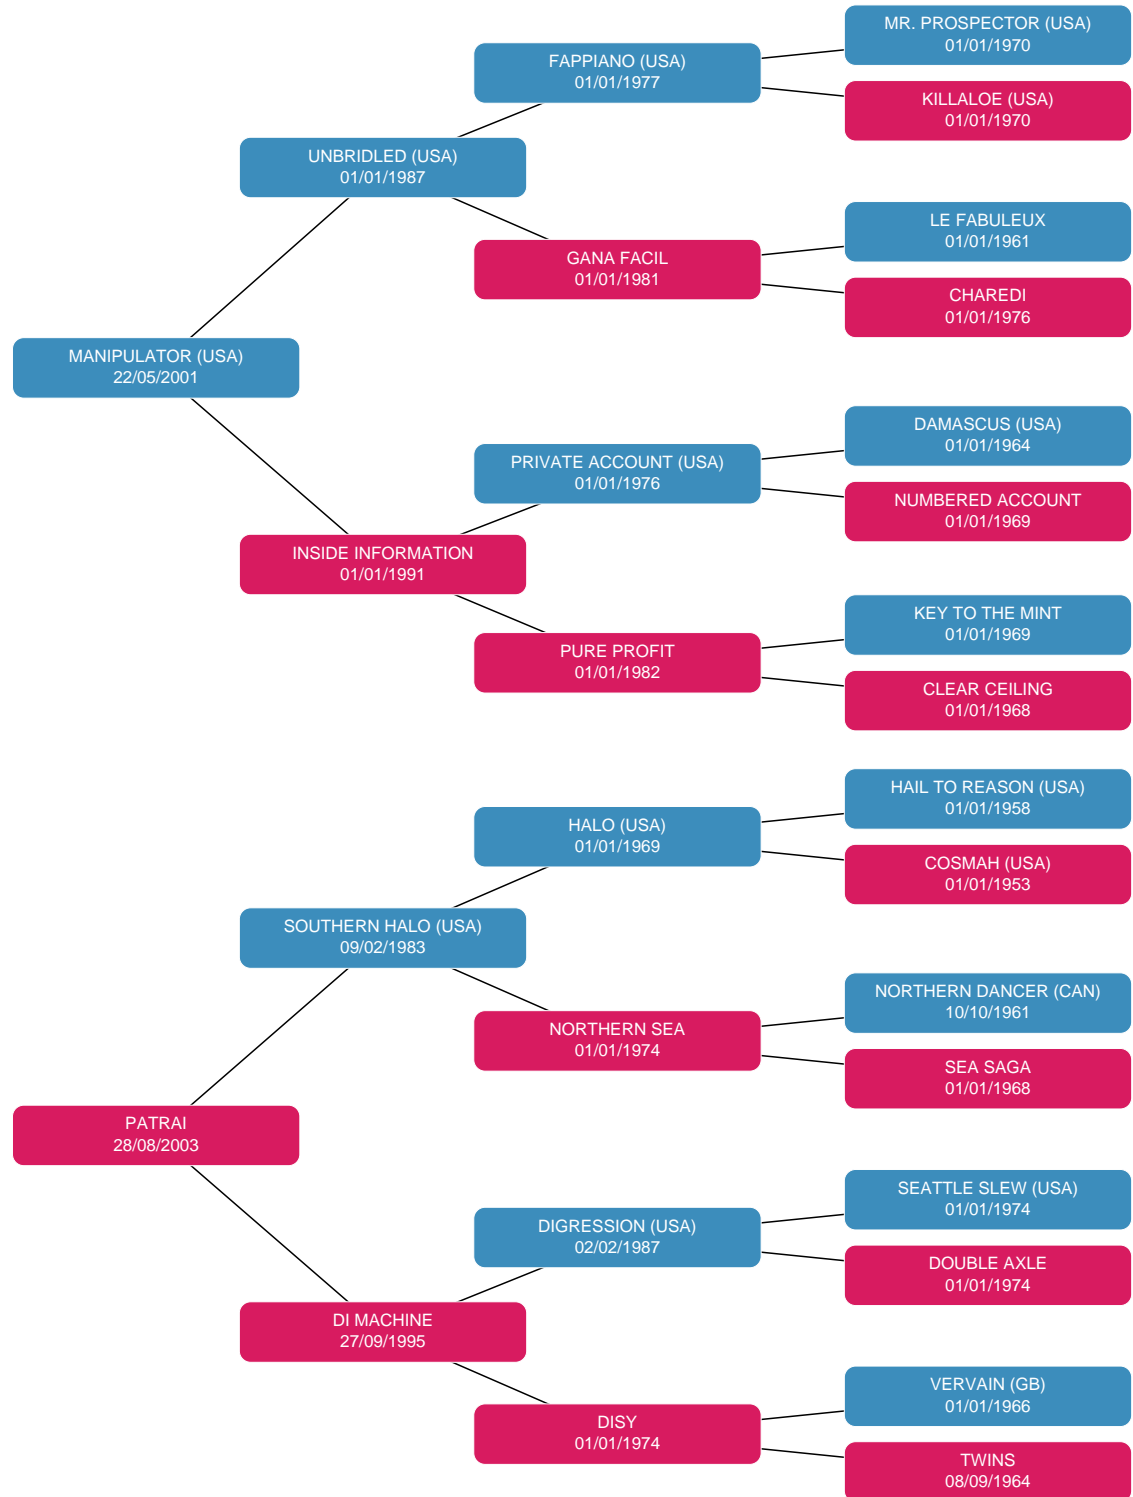 MR. PROSPECTOR (USA)
01/01/1970
FAPPIANO (USA)
01/01/1977
KILLALOE (USA)
01/01/1970
UNBRIDLED (USA)
01/01/1987
LE FABULEUX
01/01/1961
GANA FACIL
01/01/1981
CHAREDI
01/01/1976
MANIPULATOR (USA)
22/05/2001
DAMASCUS (USA)
01/01/1964
PRIVATE ACCOUNT (USA)
01/01/1976
NUMBERED ACCOUNT
01/01/1969
INSIDE INFORMATION
01/01/1991
KEY TO THE MINT
01/01/1969
PURE PROFIT
01/01/1982
CLEAR CEILING
01/01/1968
HAIL TO REASON (USA)
01/01/1958
HALO (USA)
01/01/1969
COSMAH (USA)
01/01/1953
SOUTHERN HALO (USA)
09/02/1983
NORTHERN DANCER (CAN)
10/10/1961
NORTHERN SEA
01/01/1974
SEA SAGA
01/01/1968
PATRAI
28/08/2003
SEATTLE SLEW (USA)
01/01/1974
DIGRESSION (USA)
02/02/1987
DOUBLE AXLE
01/01/1974
DI MACHINE
27/09/1995
VERVAIN (GB)
01/01/1966
DISY
01/01/1974
TWINS
08/09/1964